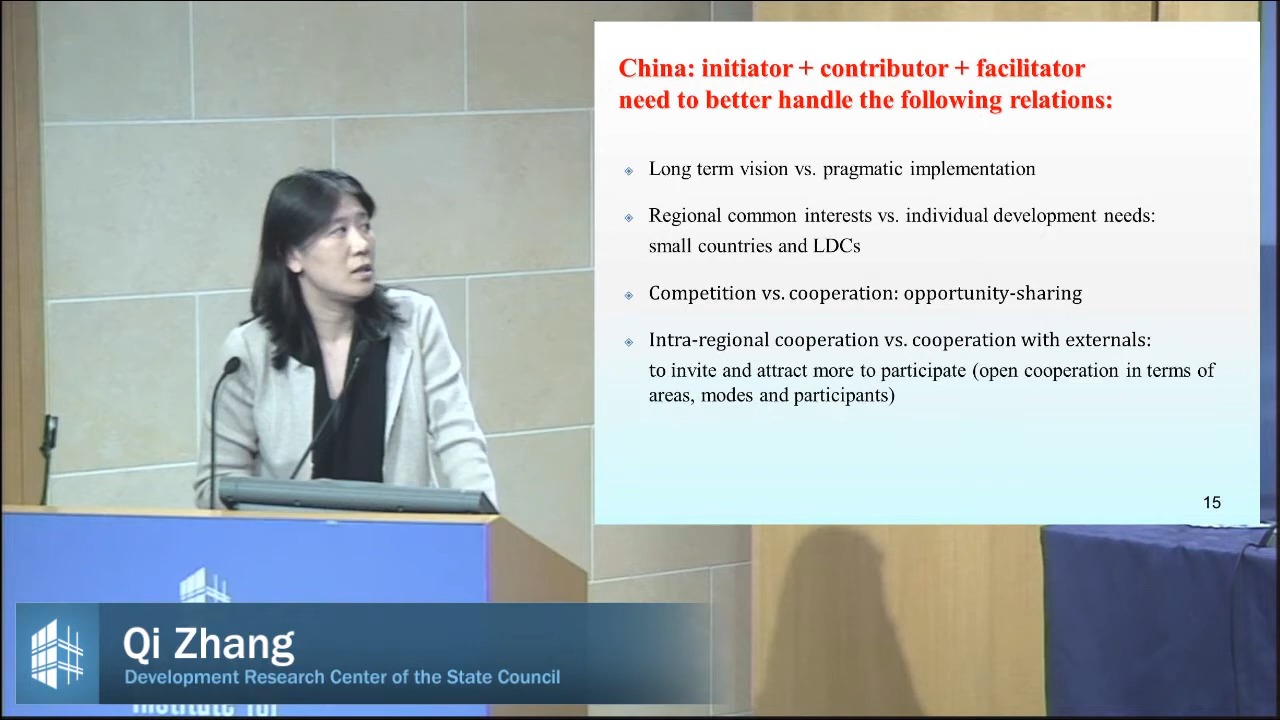 China: initiator + contributor + facilitator
need to better handle the following relations:
Long term vision vs. pragmatic implementation
Regional common interests vs. individual development needs:
small countries and LDCs
Competition vs. cooperation: opportunity-sharing
Intra-regional cooperation vs. cooperation with externals:
to invite and attract more to participate (open cooperation in terms of
areas, modes and participants)
15
Qi Zhang
Development Research Center of the State Council
Institute for